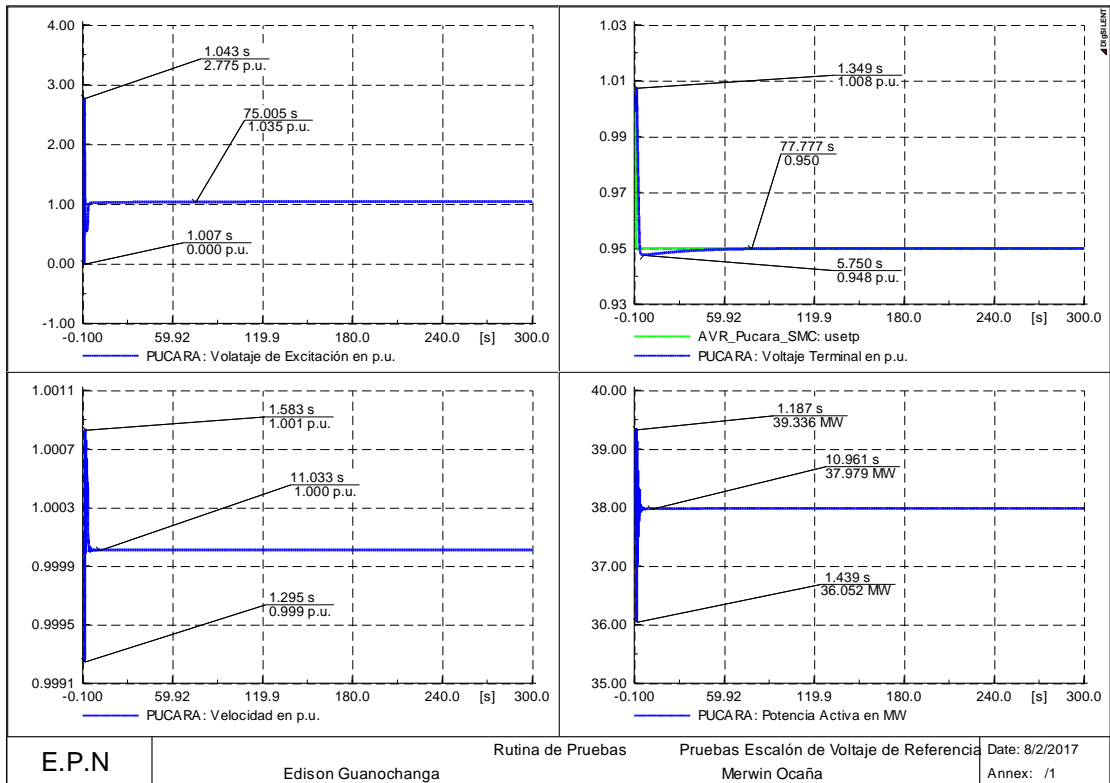 4.00
3.00
2.00
1.00
0.00
-1.00
-0.100
59.92
119.9
180.0
240.0
[s]
300.0
1.043 s
2.775 p.u.
75.005 s
1.035 p.u.
1.007 s
0.000 p.u.
PUCARA: Volataje de Excitación en p.u.
1.03
1.01
0.99
0.97
0.95
0.93
-0.100
59.92
119.9
180.0
240.0
[s]
300.0
1.349 s
1.008 p.u.
77.777 s
0.950
5.750 s
0.948 p.u.
AVR_Pucara_SMC: usetp
PUCARA: Voltaje Terminal en p.u.
DIgSILENT
1.0011
1.0007
1.0003
0.9999
0.9995
0.9991
-0.100
59.92
119.9
180.0
240.0
[s]
300.0
1.583 s
1.001 p.u.
11.033 s
1.000 p.u.
1.295 s
0.999 p.u.
PUCARA: Velocidad en p.u.
40.00
39.00
38.00
37.00
36.00
35.00
-0.100
59.92
119.9
180.0
240.0
[s]
300.0
1.187 s
39.336 MW
10.961 s
37.979 MW
1.439 s
36.052 MW
PUCARA: Potencia Activa en MW
E.P.N
Rutina de Pruebas
Pruebas Escalón de Voltaje de Referencia
Edison Guanochanga
Merwin Ocaña
Date: 8/2/2017
Annex: /1